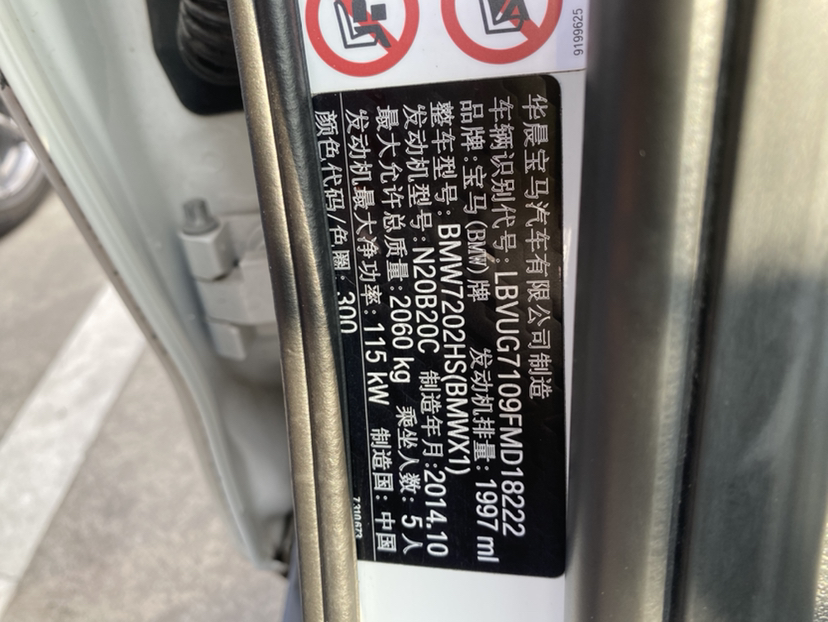 9199625
华晨宝马汽车有限公司制造
车辆识别代号:LBVUG7109FMD18222
品牌:宝马(BMW)牌 发动机排量:1997 ml
整车型号:BMW7202HS(BMWX1)
发动机型号:N20B20C 制造年月:2014.10
最大允许总质量:2060 kg 乘坐人数:5人
发动机最大净功率:115 kW 制造国:中国
颜色代码/色圈:300
7 310 673